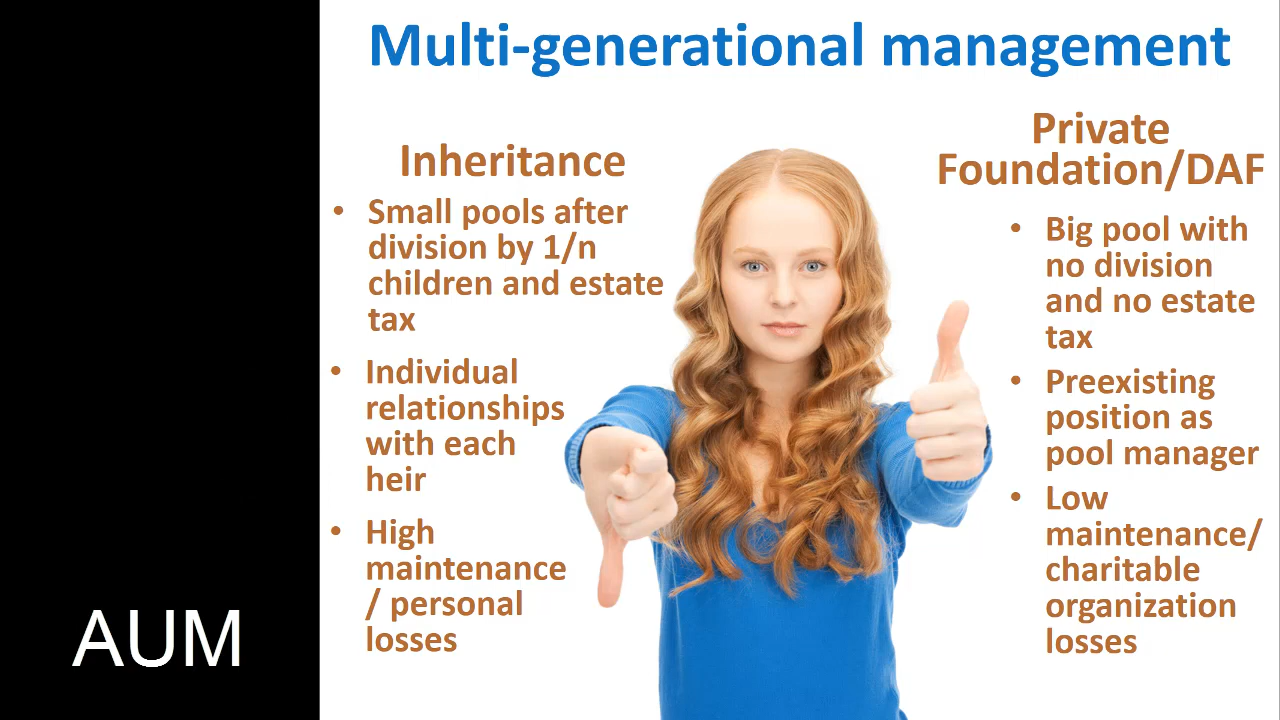 Multi-generational management
Inheritance
• Small pools after
division by 1/n
children and estate
tax
• Individual
relationships
with each
heir
• High
maintenance
/ personal
losses
Private
Foundation/DAF
• Big pool with
no division
and no estate
tax
• Preexisting
position as
pool manager
• Low
maintenance/
charitable
organization
losses
AUM